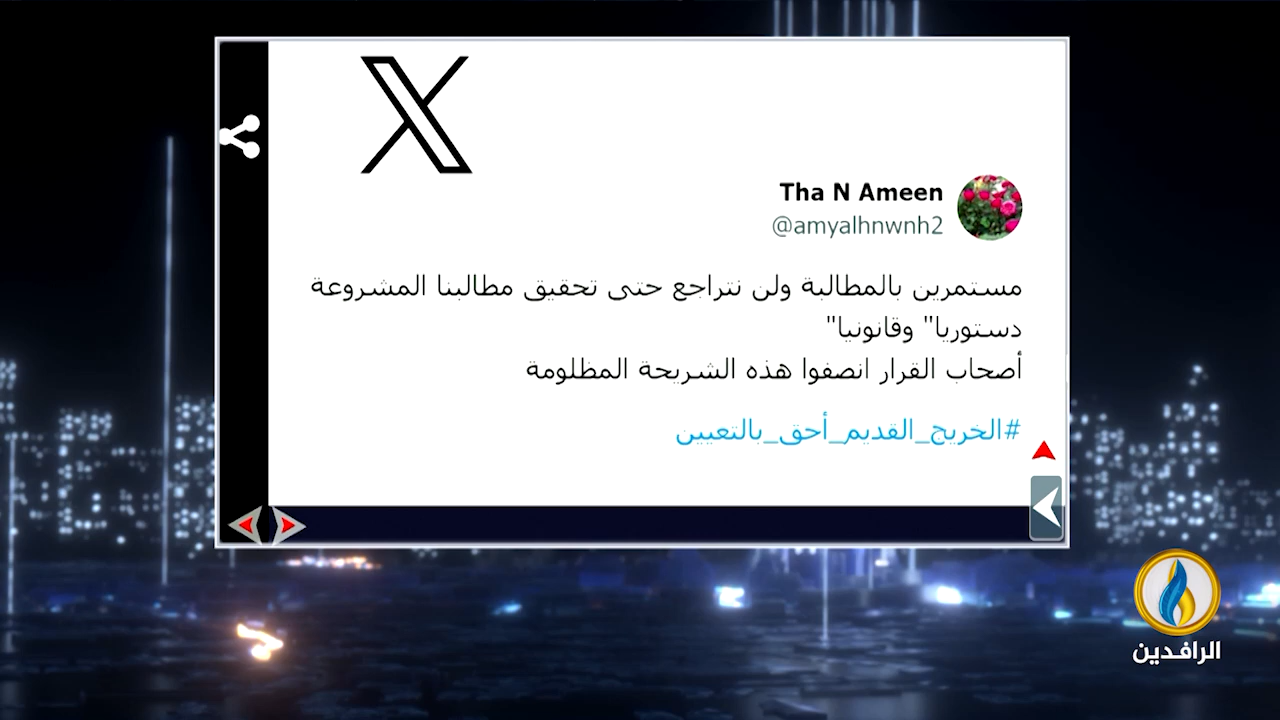 Tha N Ameen
@amyalhnwnh2
مستمرين بالمطالبة ولن نتراجع حتى تحقيق مطالبنا المشروعة
دستوريا" وقانونيا"
أصحاب القرار انصفوا هذه الشريحة المظلومة
#الخريج_القديم_أحق_بالتعيين
الرافدين